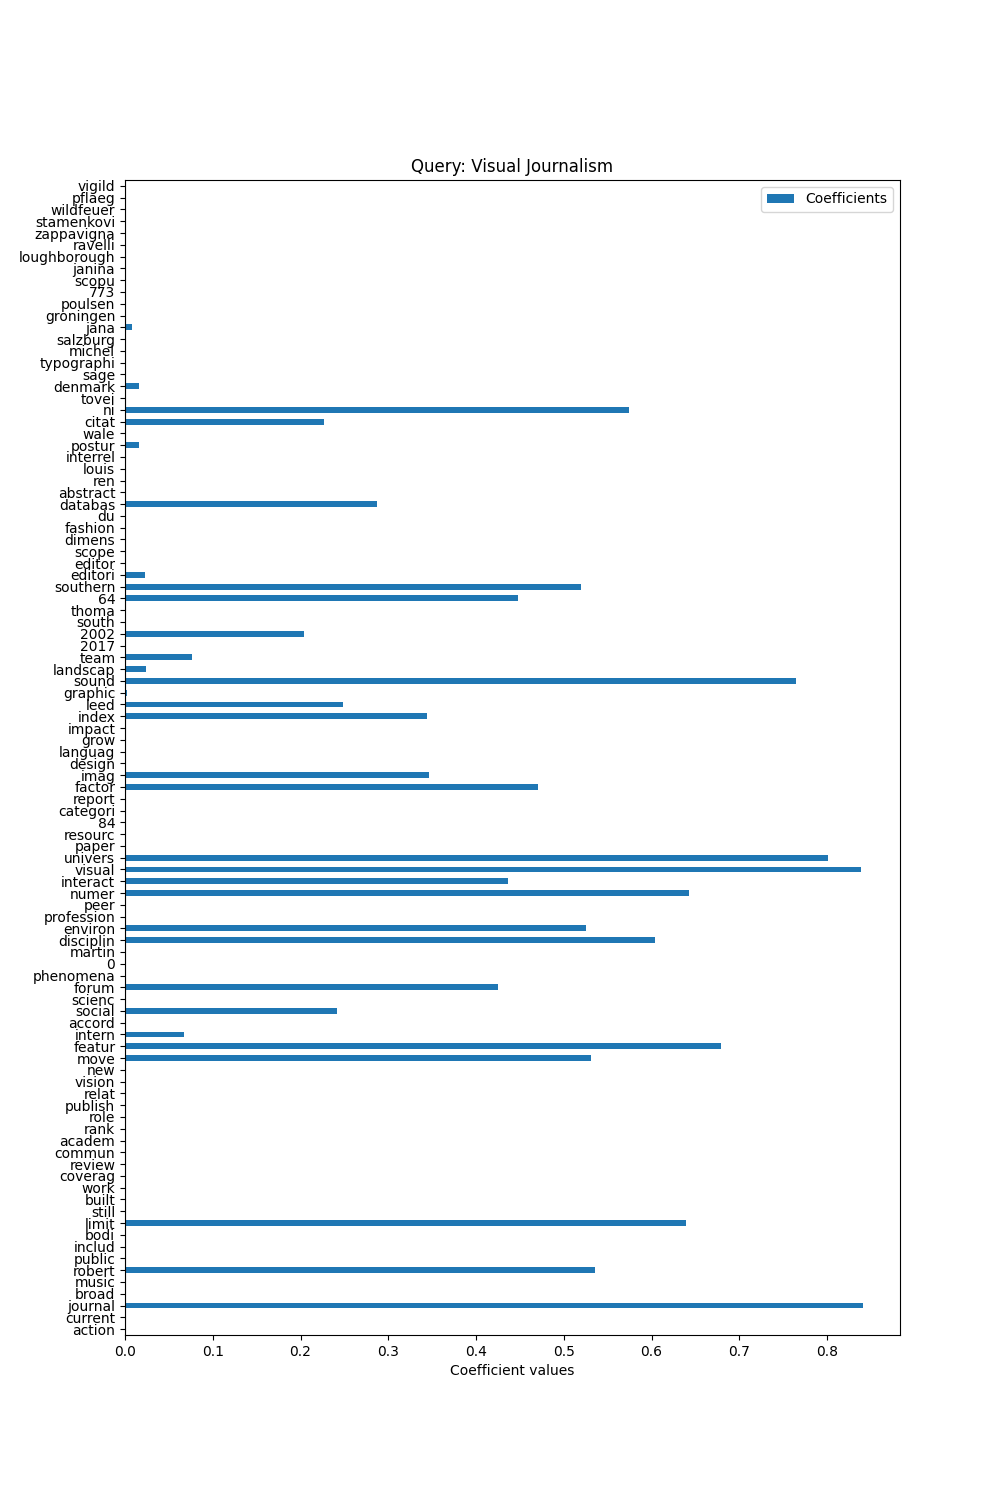 Query: Visual Journalism
Coefficients
vigild
pflaeg
wildfeuer
stamenkovi
zappavigna
ravelli
loughborough
janina
scopu
773
poulsen
groningen
jana
salzburg
michel
typographi
sage
denmark
tovej
ni
citat
wale
postur
interrel
louis
ren
abstract
databas
du
fashion
dimens
scope
editor
editori
southern
64
thoma
south
2002
2017
team
landscap
sound
graphic
leed
index
impact
grow
languag
design
imag
factor
report
categori
84
resourc
paper
univers
visual
interact
numer
peer
profession
environ
disciplin
martin
0
phenomena
forum
scienc
social
accord
intern
featur
move
new
vision
relat
publish
role
rank
academ
commun
review
coverag
work
built
still
limit
bodi
includ
public
robert
music
broad
journal
current
action
0.0 0.1 0.2 0.3 0.4 0.5 0.6 0.7 0.8
Coefficient values